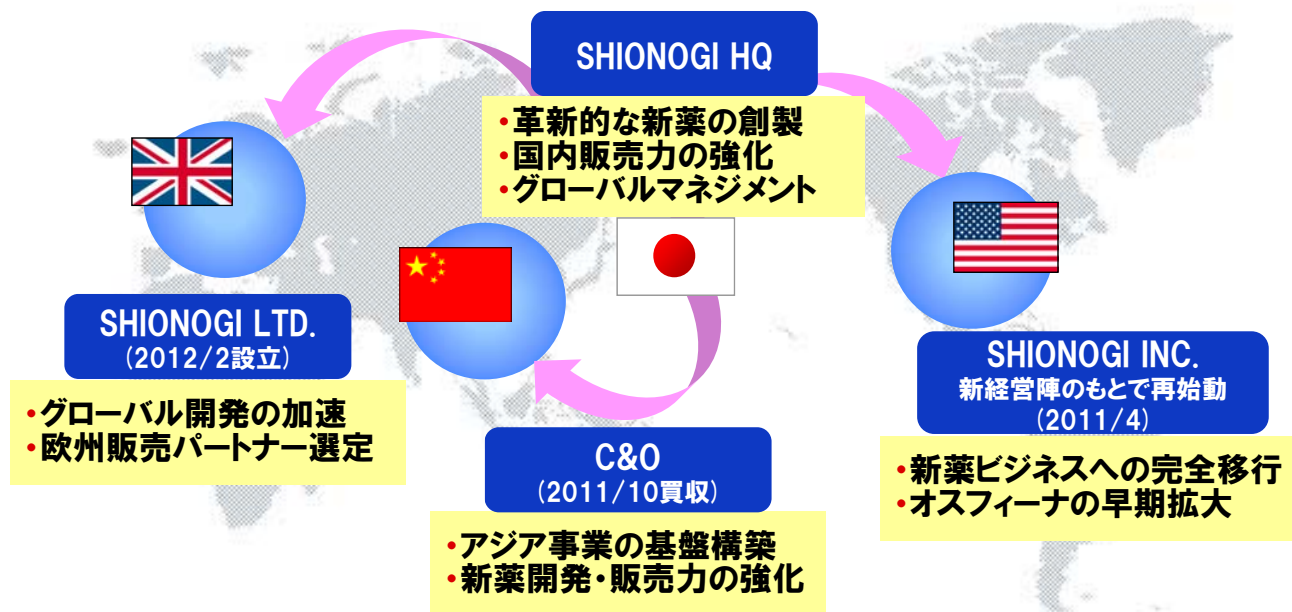 SHIONOGI HQ
・革新的な新薬の創製
・国内販売力の強化
・グローバルマネジメント
SHIONOGI LTD.
(2012/2設立)
・グローバル開発の加速
・欧州販売パートナー選定
C&O
(2011/10買収)
・アジア事業の基盤構築
・新薬開発・販売力の強化
SHIONOGI INC.
新経営陣のもとで再始動
(2011/4)
・新薬ビジネスへの完全移行
・オスフィーナの早期拡大